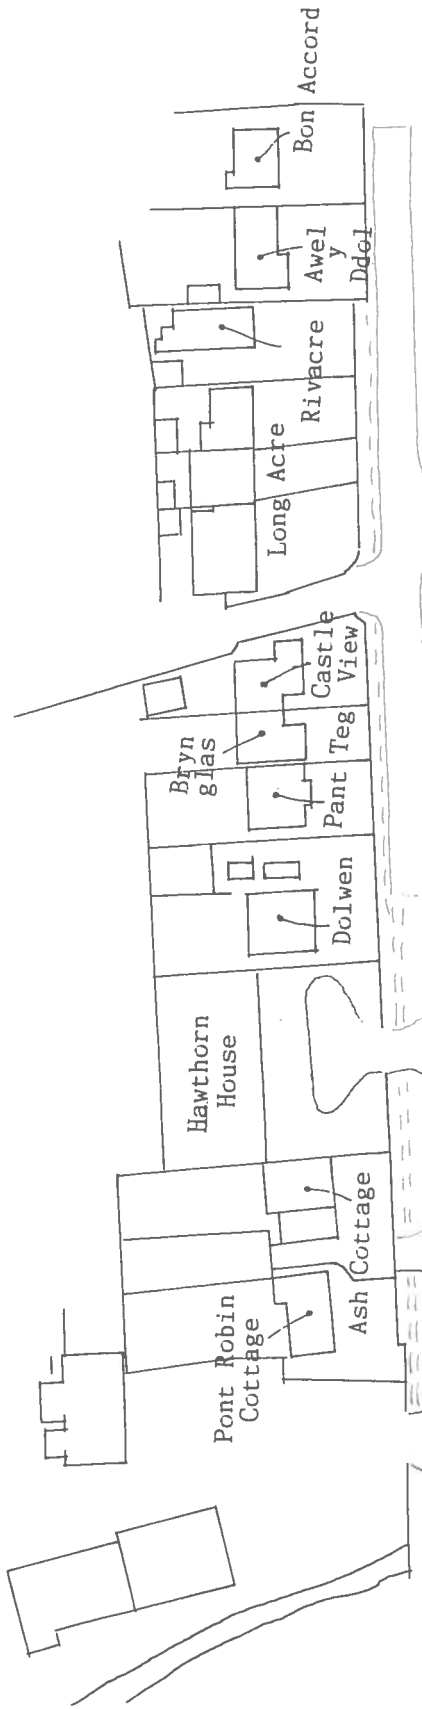 Pont Robin
Cottage
Ash Cottage
Hawthorn
House
Dolwen
Pant Teg
Bryn
glas
Castle
View
Long Acre
Rivacre
Awel
y
Ddol
Bon Accord